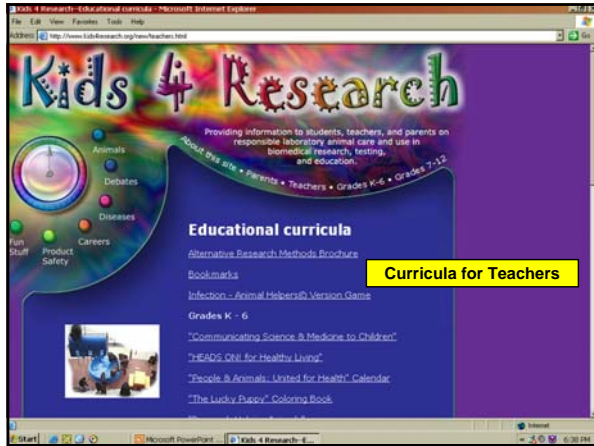 Kids 4 Research--Educational curricula - Microsoft Internet Explorer
File Edit View Favorites Tools Help
Address http://www.kids4research.org/new/teachers.html Go
Kids 4 Research
Providing information to students, teachers, and parents on
responsible laboratory animal care and use in
biomedical research, testing,
and education.
About this site • Parents • Teachers • Grades K-6 • Grades 7-12
Animals
Debates
Diseases
Careers
Product
Safety
Fun
Stuff
Educational curricula
Alternative Research Methods Brochure
Curricula for Teachers
Bookmarks
Infection - Animal Helpers© Version Game
Grades K - 6
"Communicating Science & Medicine to Children"
"HEADS ON! for Healthy Living"
"People & Animals: United for Health" Calendar
"The Lucky Puppy" Coloring Book
Internet
Start Microsoft PowerPoint ... Kids 4 Research--E... 6:38 PM